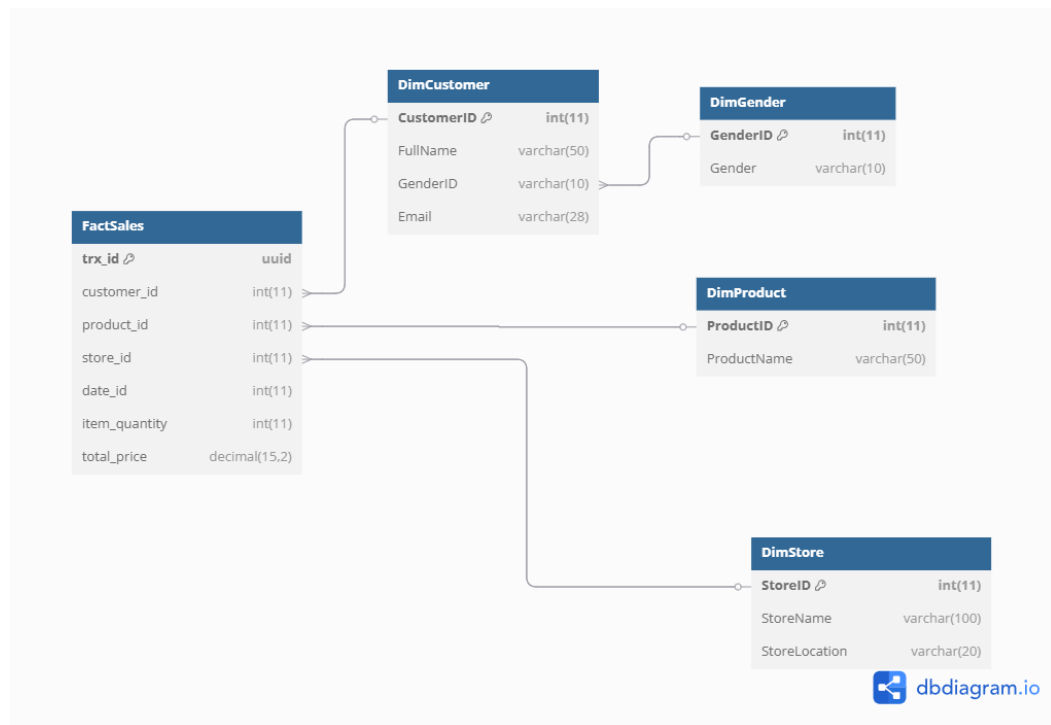 DimCustomer
CustomerID int(11)
FullName varchar(50)
GenderID varchar(10)
Email varchar(28)
DimGender
GenderID int(11)
Gender varchar(10)
FactSales
trx_id uuid
customer_id int(11)
product_id int(11)
store_id int(11)
date_id int(11)
item_quantity int(11)
total_price decimal(15,2)
DimProduct
ProductID int(11)
ProductName varchar(50)
DimStore
StoreID int(11)
StoreName varchar(100)
StoreLocation varchar(20)
dbdiagram.io